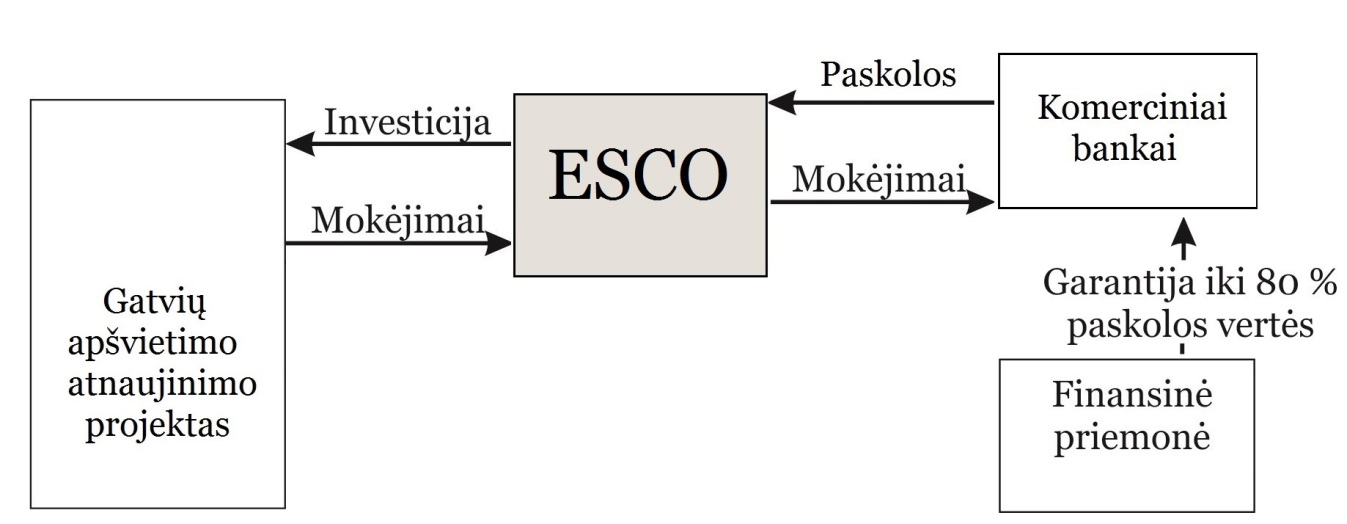 Gatvių
apšvietimo
atnaujinimo
projektas
Investicija
Mokėjimai
ESCO
Paskolos
Mokėjimai
Komerciniai
bankai
Garantija iki 80 %
paskolos vertės
Finansinė
priemonė